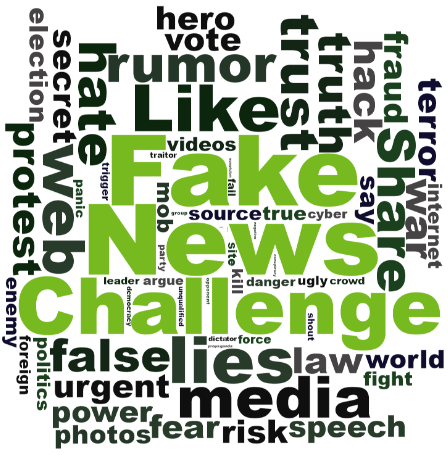 hero
vote
rumor
Like
election
secret
hate
trust
truth
hack
fraud
terror
Share
internet
war
say
videos
traitor
Fake
fall
trigger
panic
web
protest
mob
group
source
true
cyber
News
party
site
kill
leader
argue
danger
ugly
crowd
Challenge
democracy
unqualified
opponent
shout
enemy
foreign
politics
dictator
force
propaganda
false
lies
law
world
fight
urgent
media
power
photos
fear
risk
speech